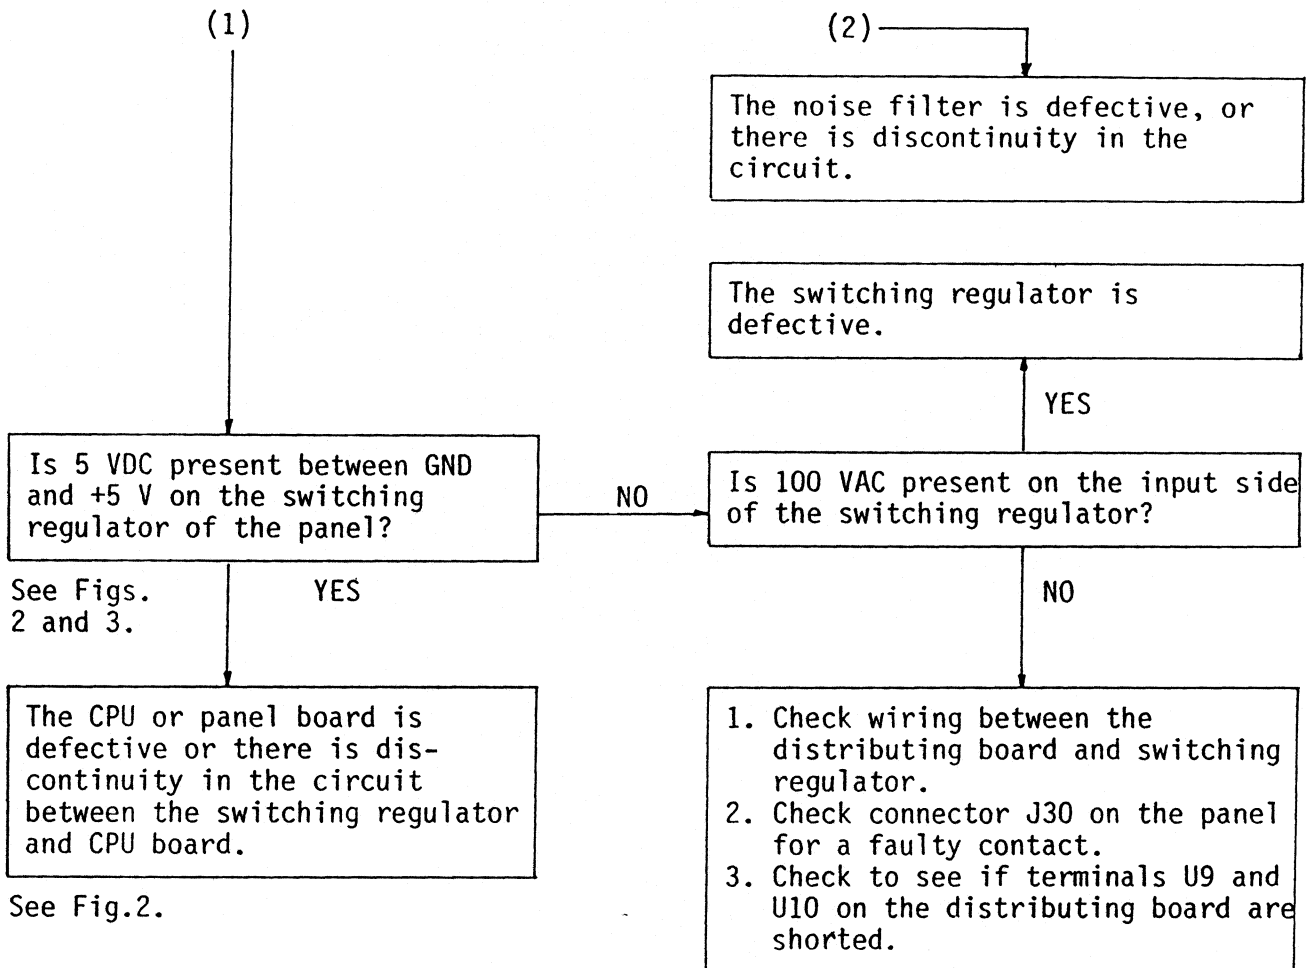 (1)
(2)
The noise filter is defective, or
there is discontinuity in the
circuit.
The switching regulator is
defective.
YES
Is 5 VDC present between GND
and +5 V on the switching
regulator of the panel?
NO
Is 100 VAC present on the input side
of the switching regulator?
See Figs.
2 and 3.
YES
NO
The CPU or panel board is
defective or there is dis-
continuity in the circuit
between the switching regulator
and CPU board.
See Fig.2.
1. Check wiring between the
distributing board and switching
regulator.
2. Check connector J30 on the panel
for a faulty contact.
3. Check to see if terminals U9 and
U10 on the distributing board are
shorted.